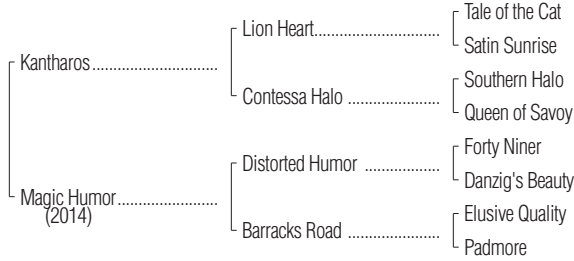 Tale of the Cat
Lion Heart
Satin Sunrise
Kantharos
Southern Halo
Contessa Halo
Queen of Savoy
Forty Niner
Distorted Humor
Danzig's Beauty
Magic Humor
(2014)
Elusive Quality
Barracks Road
Padmore